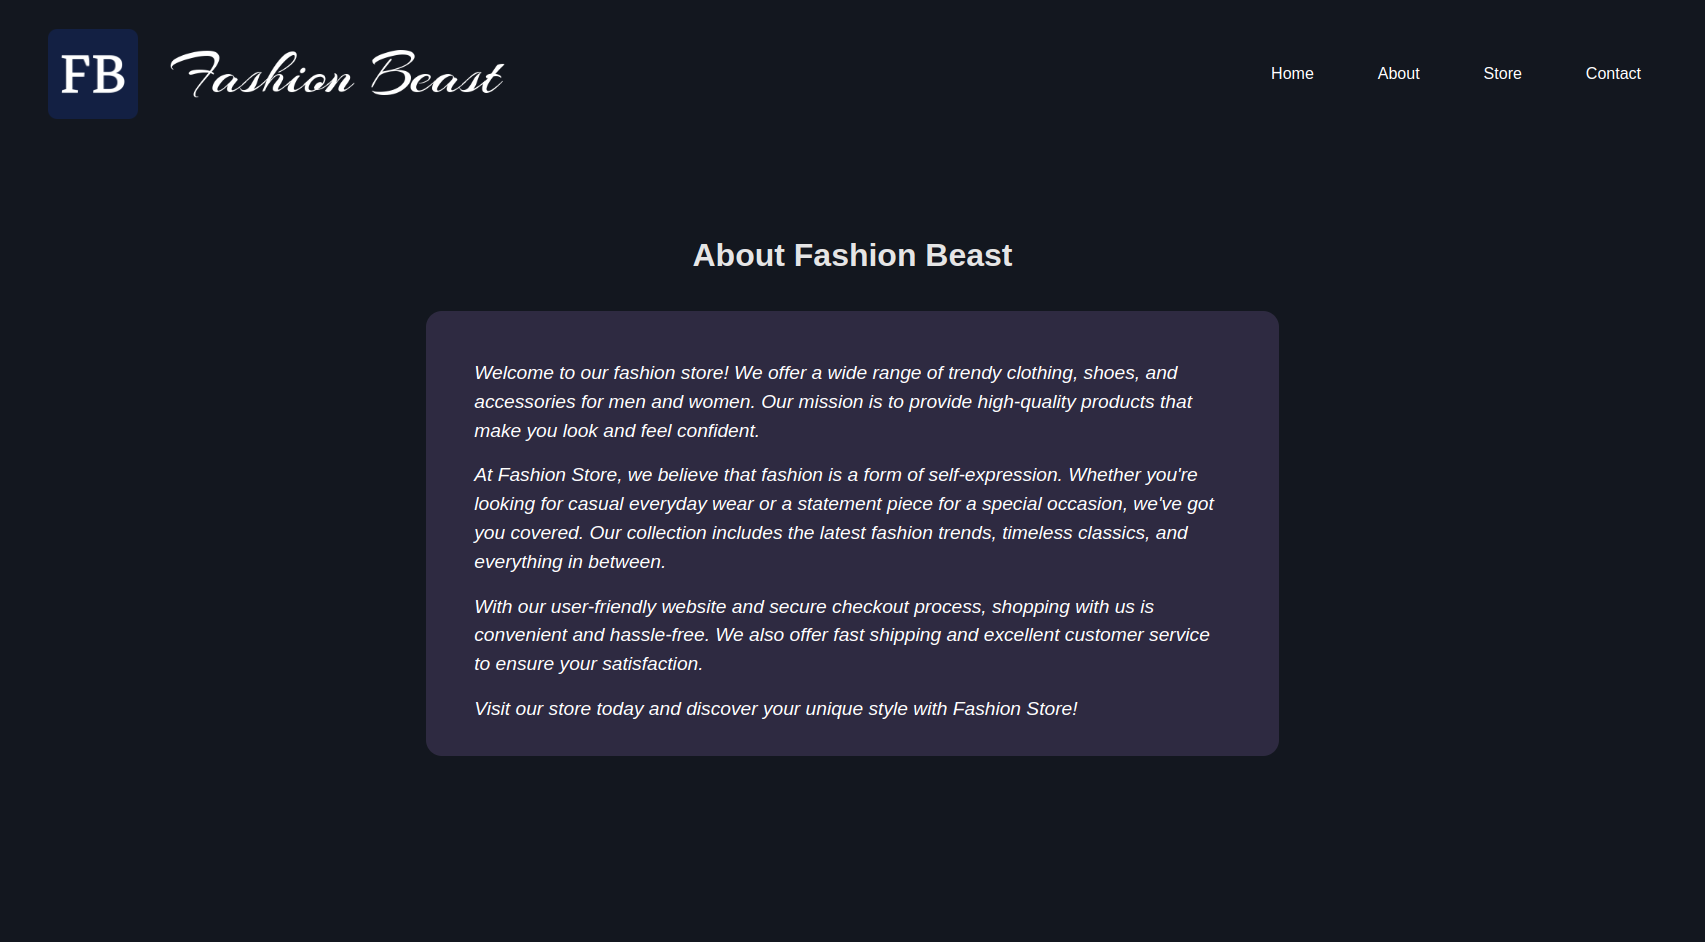 FB
Fashion Beast
Home
About
Store
Contact
About Fashion Beast
Welcome to our fashion store! We offer a wide range of trendy clothing, shoes, and
accessories for men and women. Our mission is to provide high-quality products that
make you look and feel confident.
At Fashion Store, we believe that fashion is a form of self-expression. Whether you're
looking for casual everyday wear or a statement piece for a special occasion, we've got
you covered. Our collection includes the latest fashion trends, timeless classics, and
everything in between.
With our user-friendly website and secure checkout process, shopping with us is
convenient and hassle-free. We also offer fast shipping and excellent customer service
to ensure your satisfaction.
Visit our store today and discover your unique style with Fashion Store!